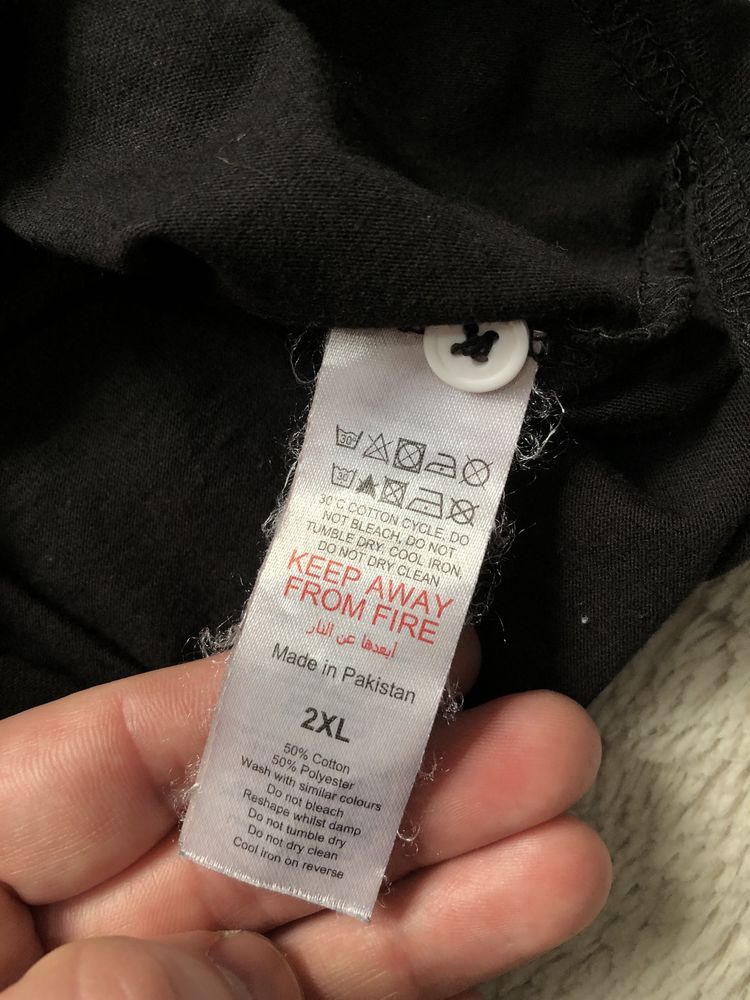 30°
30
30°C COTTON CYCLE, DO
NOT BLEACH, DO NOT
TUMBLE DRY, COOL IRON,
DO NOT DRY CLEAN
KEEP AWAY
FROM FIRE
أبعدها عن النار
Made in Pakistan
2XL
50% Cotton
50% Polyester
Wash with similar colours
Do not bleach
Reshape whilst damp
Do not tumble dry
Do not dry clean
Cool iron on reverse